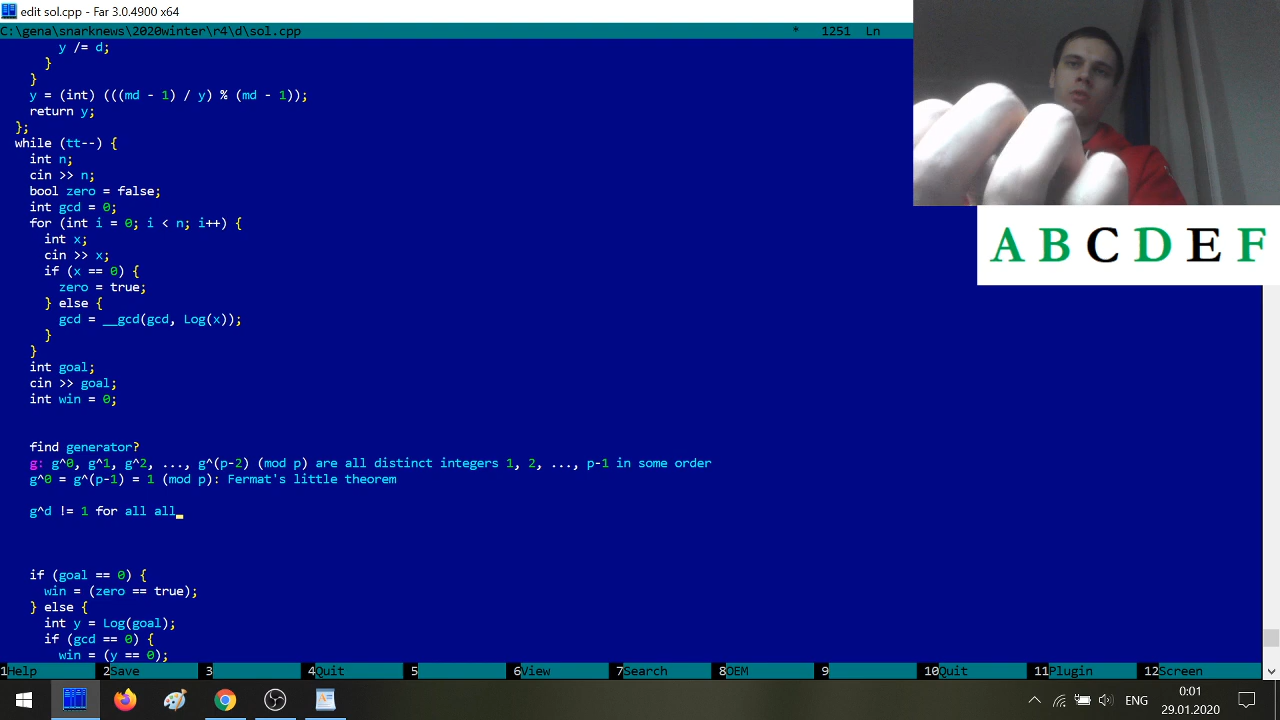 edit sol.cpp - Far 3.0.4900 x64
C:\gena\snarknews\2020winter\r4\d\sol.cpp * 1251 Ln
y /= d;
}
}
y = (int) (((md - 1) / y) % (md - 1));
return y;
};
while (tt--) {
int n;
cin >> n;
bool zero = false;
int gcd = 0;
for (int i = 0; i < n; i++) {
int x;
cin >> x;
if (x == 0) {
zero = true;
} else {
gcd = __gcd(gcd, Log(x));
}
}
int goal;
cin >> goal;
int win = 0;
find generator?
g: g^0, g^1, g^2, ..., g^(p-2) (mod p) are all distinct integers 1, 2, ..., p-1 in some order
g^0 = g^(p-1) = 1 (mod p): Fermat's little theorem
g^d != 1 for all all
if (goal == 0) {
win = (zero == true);
} else {
int y = Log(goal);
if (gcd == 0) {
win = (y == 0);
A B C D E F
1Help 2Save 3 4Quit 5 6View 7Search 8OEM 9 10Quit 11Plugin 12Screen
ENG
0:01
29.01.2020